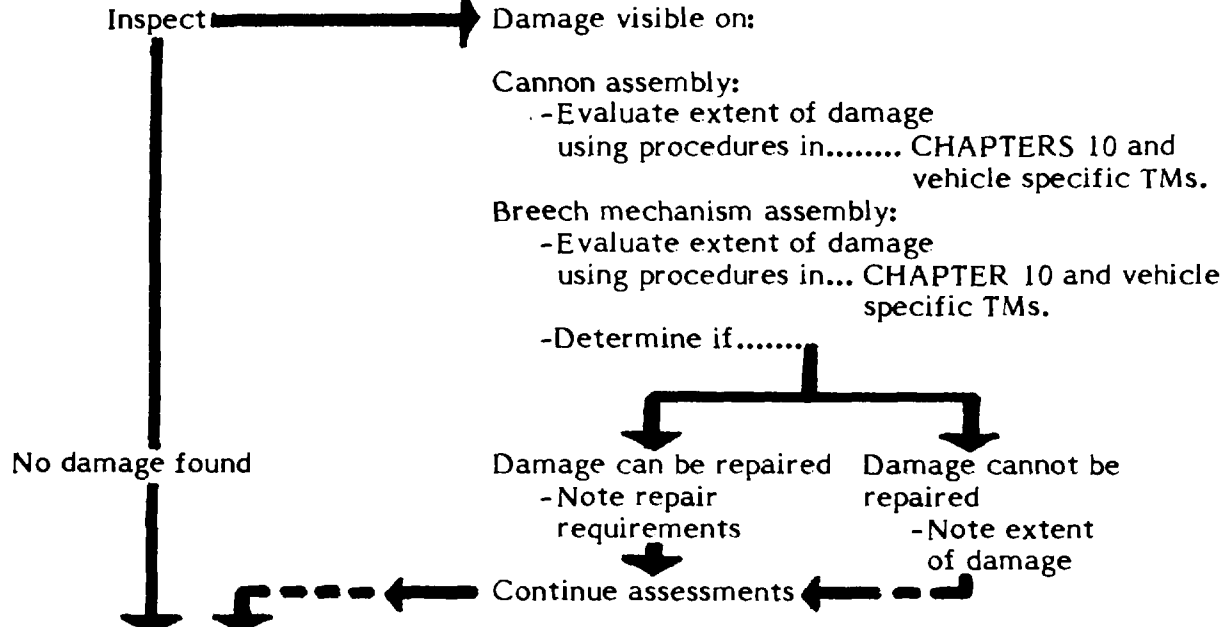 Inspect
Damage visible on:
Cannon assembly:
-Evaluate extent of damage
using procedures in........ CHAPTERS 10 and
vehicle specific TMs.
Breech mechanism assembly:
-Evaluate extent of damage
using procedures in... CHAPTER 10 and vehicle
specific TMs.
-Determine if........
No damage found
Damage can be repaired
-Note repair
requirements
Damage cannot be
repaired
-Note extent
of damage
Continue assessments